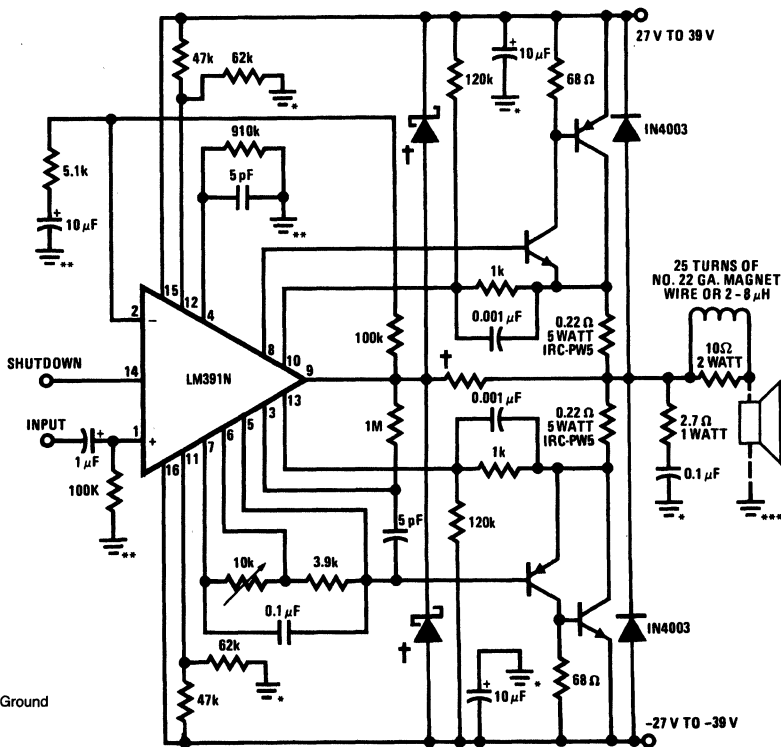 27 V TO 39 V
47k
62k
*
10 μF
*
120k
68 Ω
IN4003
†
910k
5 pF
**
5.1k
10 μF
**
15
12
4
2
8
10
9
13
3
5
6
7
11
16
1
14
LM391N
SHUTDOWN
INPUT
1 μF
100K
**
100k
1M
†
1k
0.001 μF
0.22 Ω
5 WATT
IRC-PW5
0.001 μF
1k
0.22 Ω
5 WATT
IRC-PW5
25 TURNS OF
NO. 22 GA. MAGNET
WIRE OR 2-8 μH
10Ω
2 WATT
2.7 Ω
1 WATT
0.1 μF
*
***
5 pF
120k
10k
3.9k
0.1 μF
62k
*
47k
†
10 μF
*
68 Ω
IN4003
-27 V TO -39 V
Ground
+
+
+
+
+
−